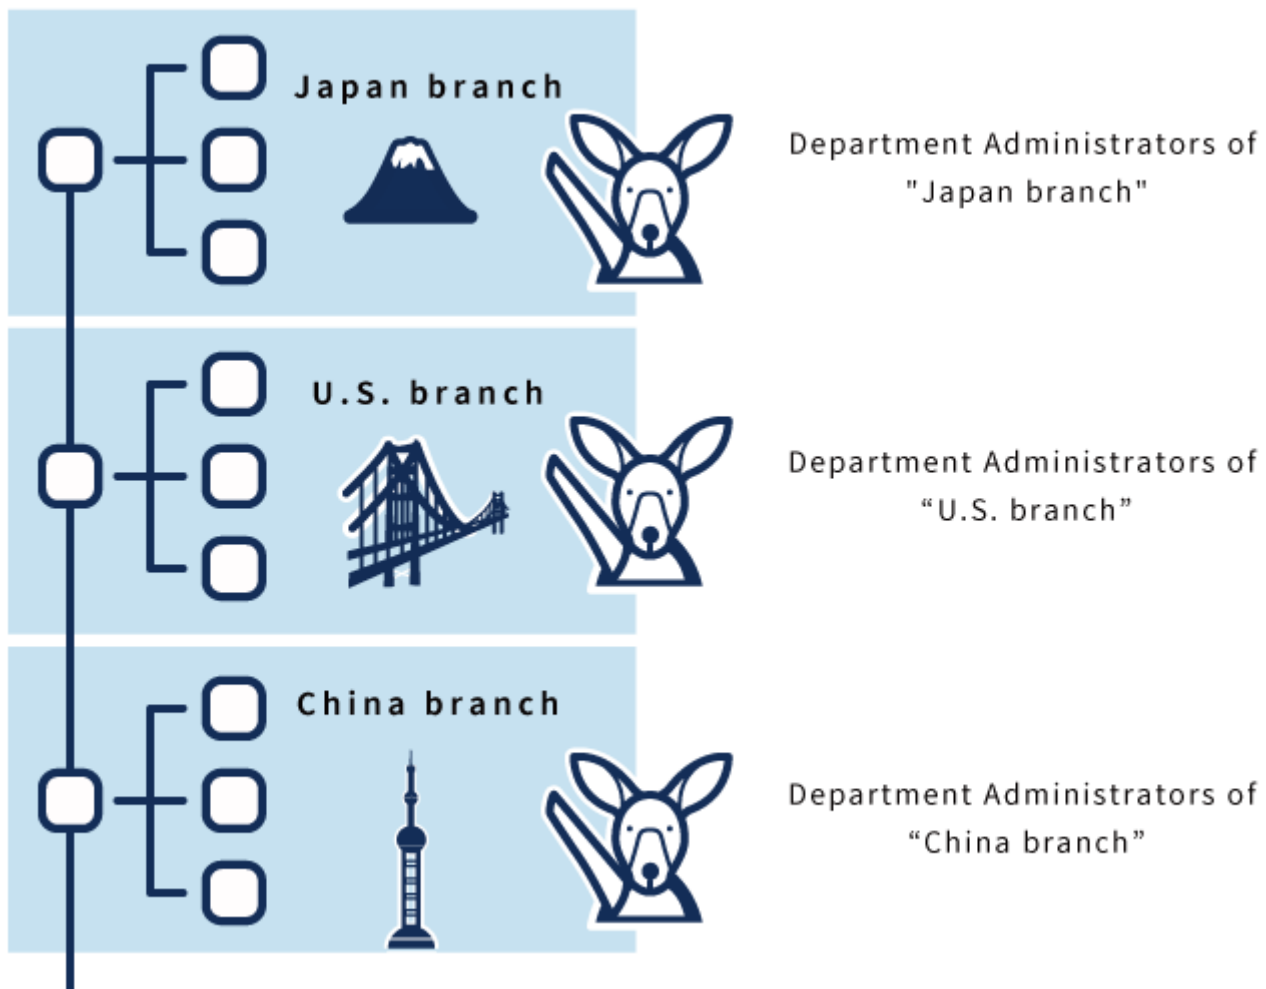 Japan branch
Department Administrators of
"Japan branch"
U.S. branch
Department Administrators of
“U.S. branch”
China branch
Department Administrators of
“China branch”